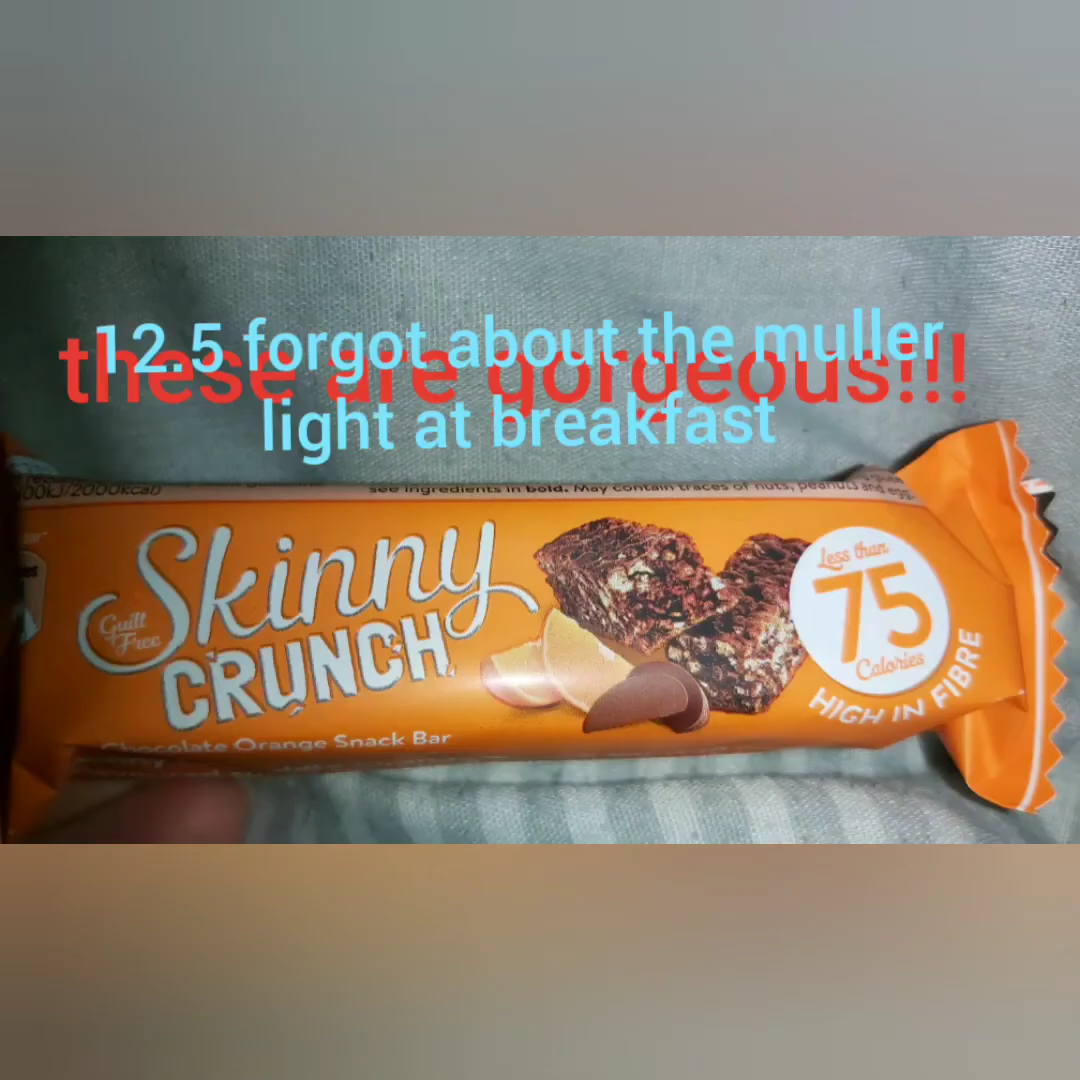 12.5 forgot about the muller
these are gorgeous!!!
light at breakfast
/2000kcal
see ingredients in bold. May contain traces of nuts, peanuts and egg.
Guilt
Free
Skinny
CRUNCH
Chocolate Orange Snack Bar
Less than
75
Calories
HIGH IN FIBRE